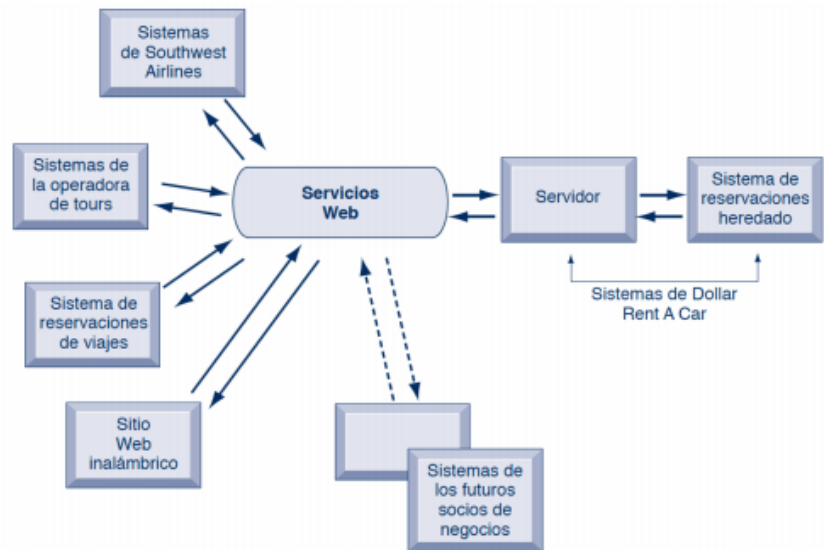 Sistemas
de Southwest
Airlines
Sistemas de
la operadora
de tours
Servicios
Web
Servidor
Sistema de
reservaciones
heredado
Sistemas de Dollar
Rent A Car
Sistema de
reservaciones
de viajes
Sitio
Web
inalámbrico
Sistemas de
los futuros
socios de
negocios